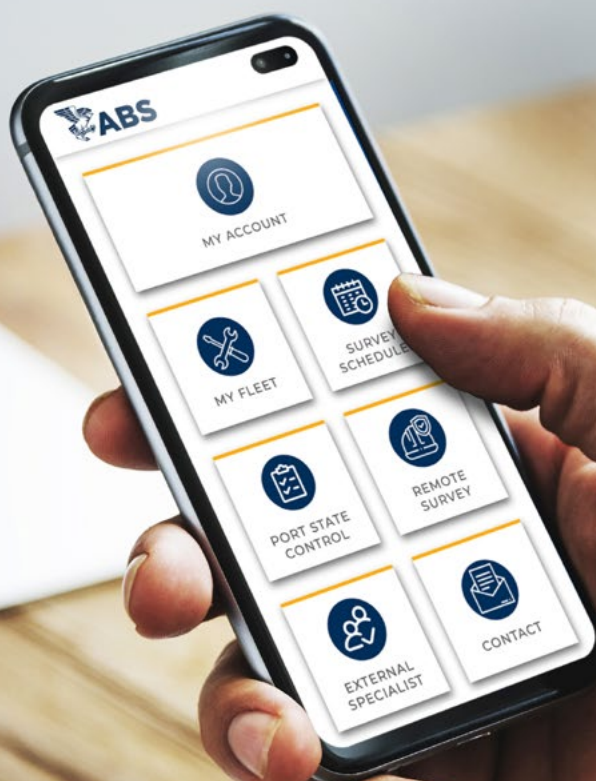 ABS
MY ACCOUNT
MY FLEET
SURVEY
SCHEDULE
PORT STATE
CONTROL
REMOTE
SURVEY
EXTERNAL
SPECIALIST
CONTACT